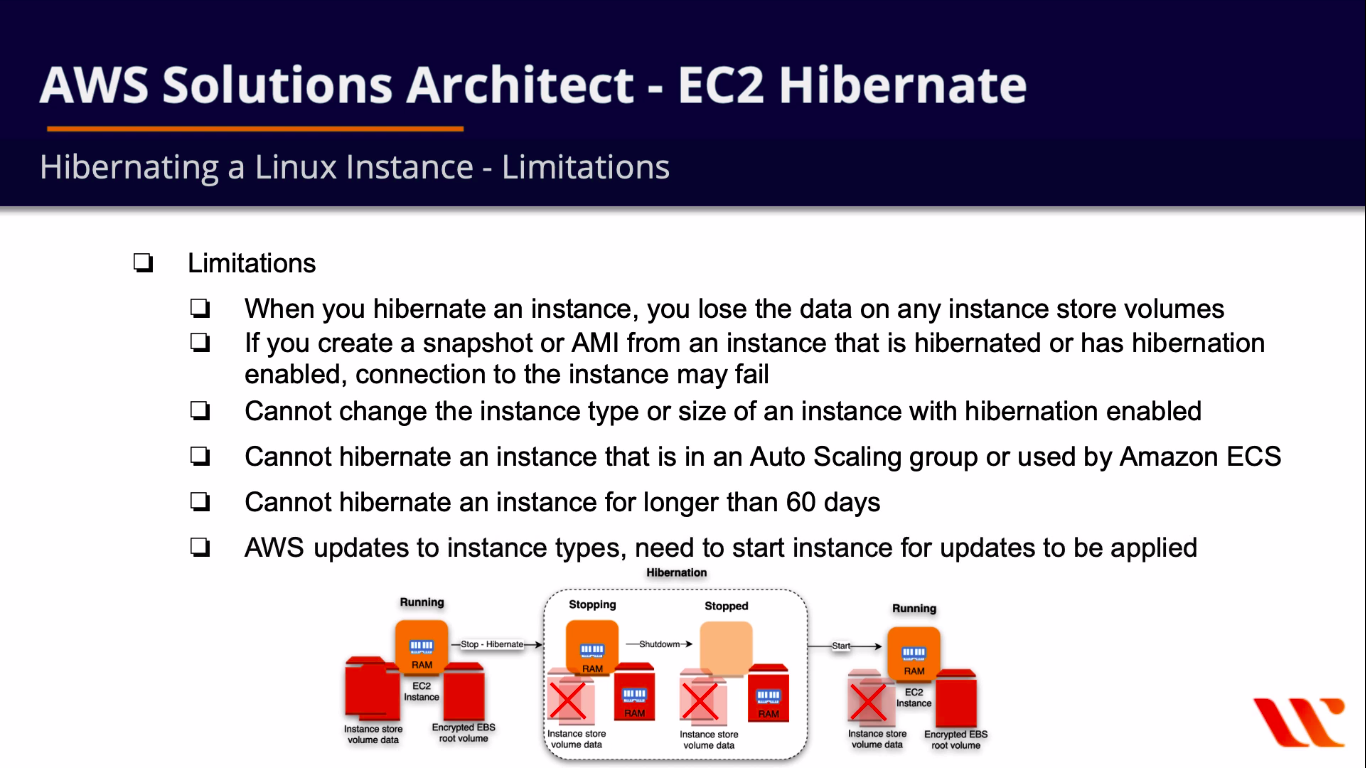 AWS Solutions Architect - EC2 Hibernate
Hibernating a Linux Instance - Limitations
Limitations
When you hibernate an instance, you lose the data on any instance store volumes
If you create a snapshot or AMI from an instance that is hibernated or has hibernation
enabled, connection to the instance may fail
Cannot change the instance type or size of an instance with hibernation enabled
Cannot hibernate an instance that is in an Auto Scaling group or used by Amazon ECS
Cannot hibernate an instance for longer than 60 days
AWS updates to instance types, need to start instance for updates to be applied
Hibernation
Running
RAM
EC2
Instance
Instance store
volume data
Encrypted EBS
root volume
Stop - Hibernate
Stopping
RAM
RAM
Instance store
volume data
Shutdowm
Stopped
RAM
Instance store
volume data
Start
Running
RAM
EC2
Instance
Instance store
volume data
Encrypted EBS
root volume